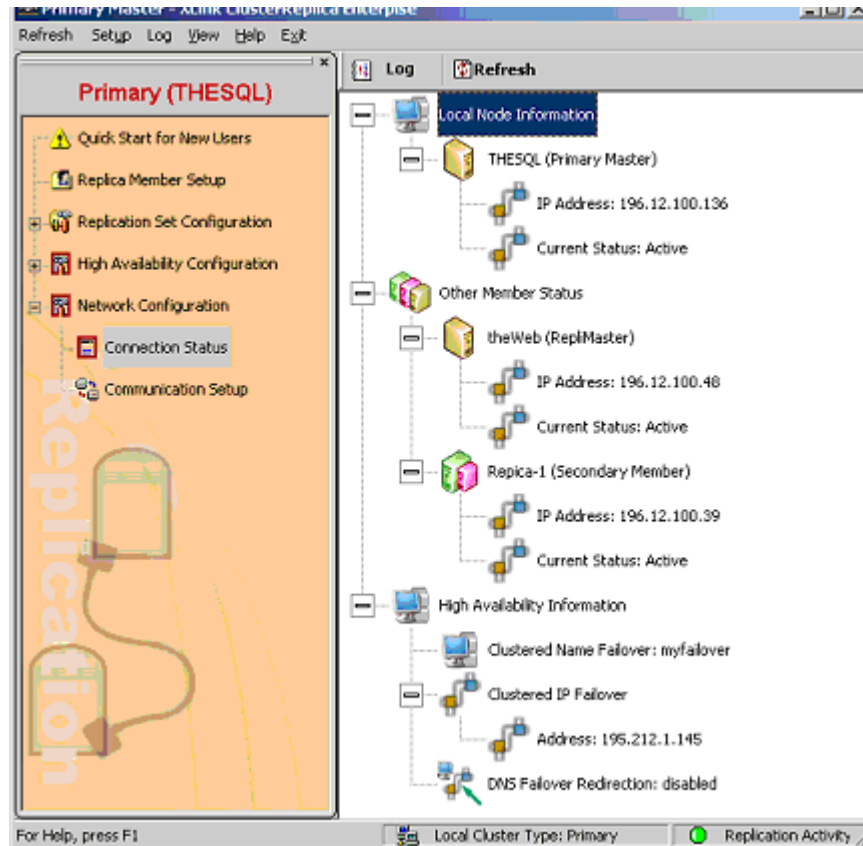 Primary Master - XLink ClusterReplica Enterpise
Refresh Setup Log View Help Exit
Primary (THESQL)
Quick Start for New Users
Replica Member Setup
Replication Set Configuration
High Availability Configuration
Network Configuration
Connection Status
Communication Setup
Replication
Log Refresh
Local Node Information
THESQL (Primary Master)
IP Address: 196.12.100.136
Current Status: Active
Other Member Status
theWeb (RepliMaster)
IP Address: 196.12.100.48
Current Status: Active
Repica-1 (Secondary Member)
IP Address: 196.12.100.39
Current Status: Active
High Availability Information
Clustered Name Failover: myfailover
Clustered IP Failover
Address: 195.212.1.145
DNS Failover Redirection: disabled
For Help, press F1
Local Cluster Type: Primary
Replication Activity